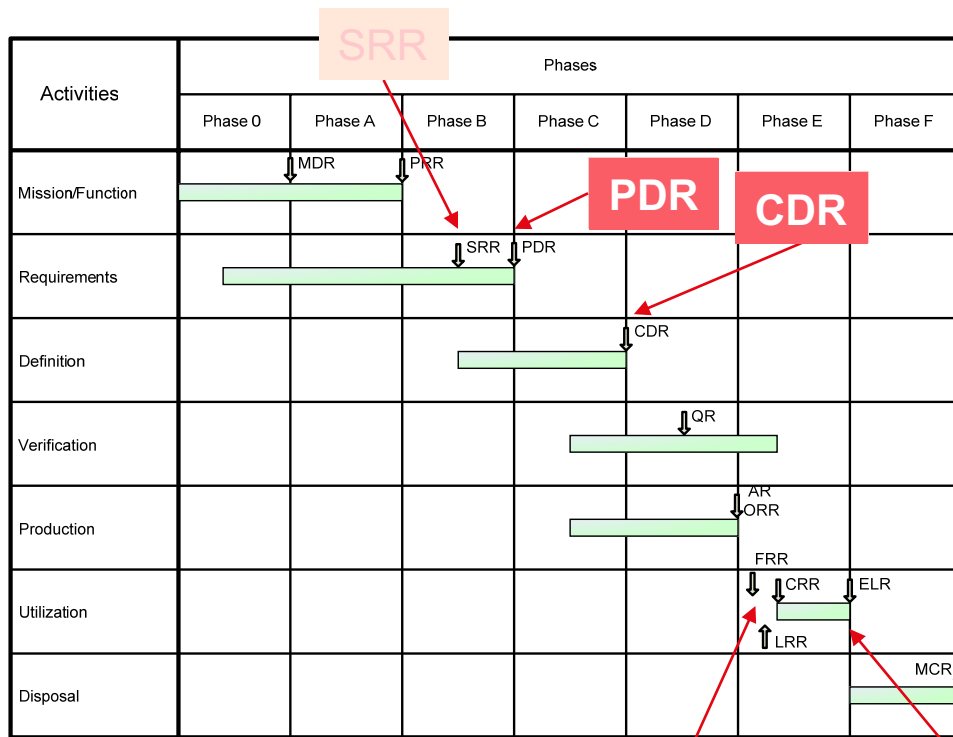 SRR
Activities
Phases
Phase 0
Phase A
Phase B
Phase C
Phase D
Phase E
Phase F
Mission/Function
MDR
PRR
PDR
CDR
Requirements
SRR
PDR
Definition
CDR
Verification
QR
Production
AR
ORR
Utilization
FRR
CRR
ELR
LRR
Disposal
MCR